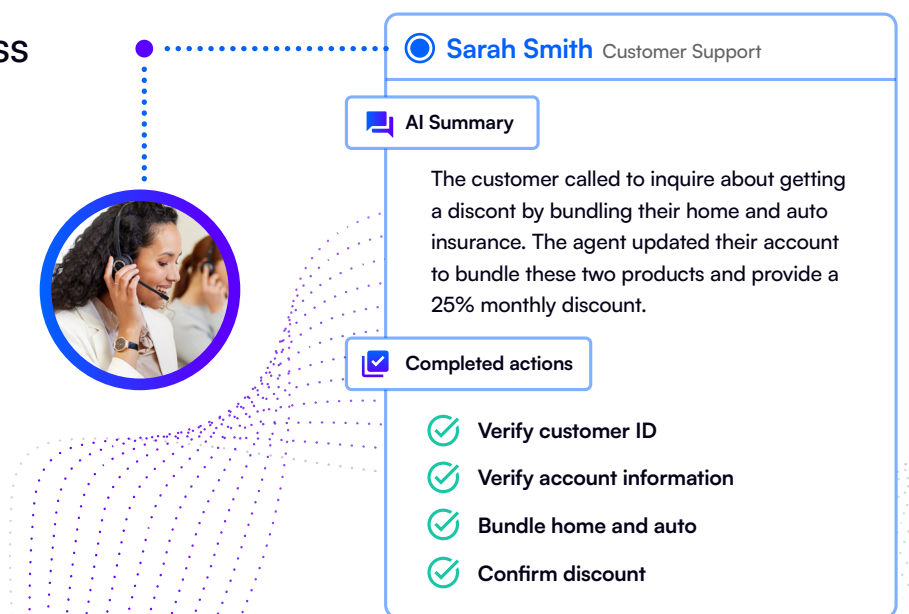 ss
Sarah Smith Customer Support
AI Summary
The customer called to inquire about getting
a discont by bundling their home and auto
insurance. The agent updated their account
to bundle these two products and provide a
25% monthly discount.
Completed actions
Verify customer ID
Verify account information
Bundle home and auto
Confirm discount